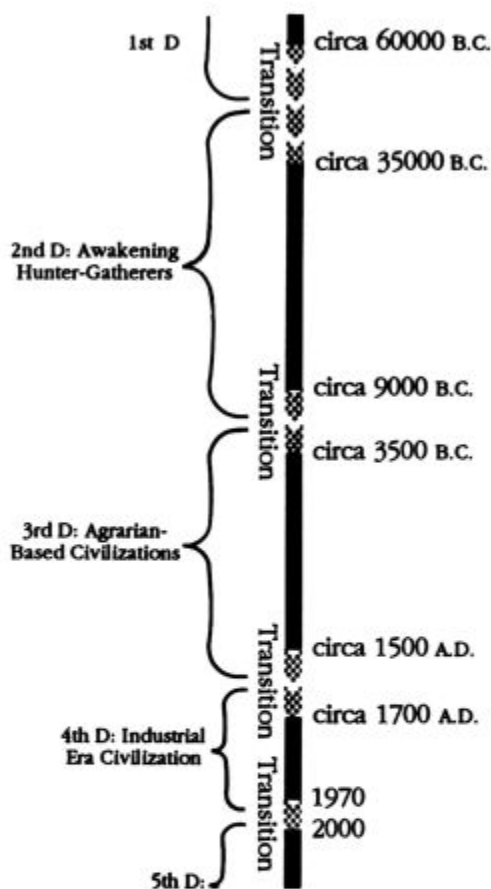 1st D
circa 60000 B.C.
Transition
circa 35000 B.C.
2nd D: Awakening
Hunter-Gatherers
Transition
circa 9000 B.C.
circa 3500 B.C.
3rd D: Agrarian-
Based Civilizations
Transition
circa 1500 A.D.
circa 1700 A.D.
4th D: Industrial
Era Civilization
Transition
1970
2000
5th D: